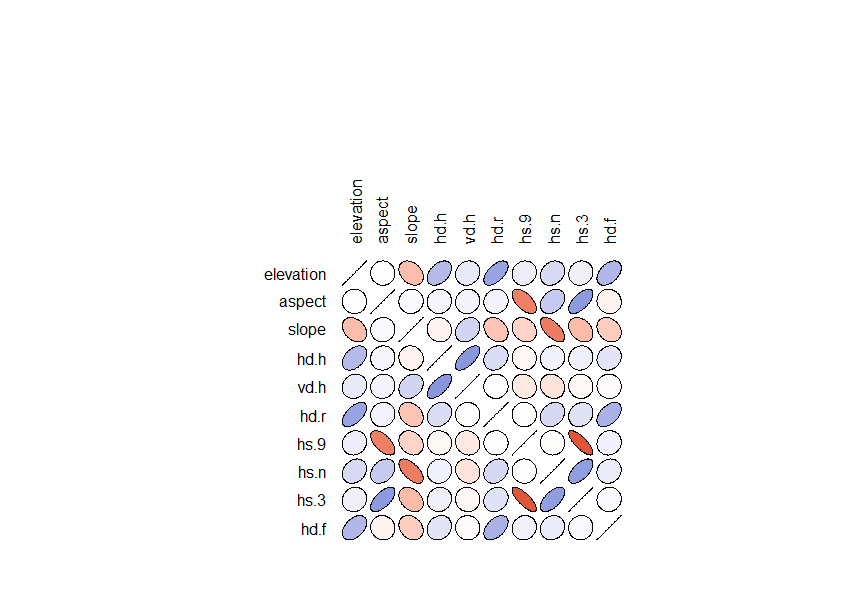 elevation
aspect
slope
hd.h
vd.h
hd.r
hs.9
hs.n
hs.3
hd.f
elevation
aspect
slope
hd.h
vd.h
hd.r
hs.9
hs.n
hs.3
hd.f